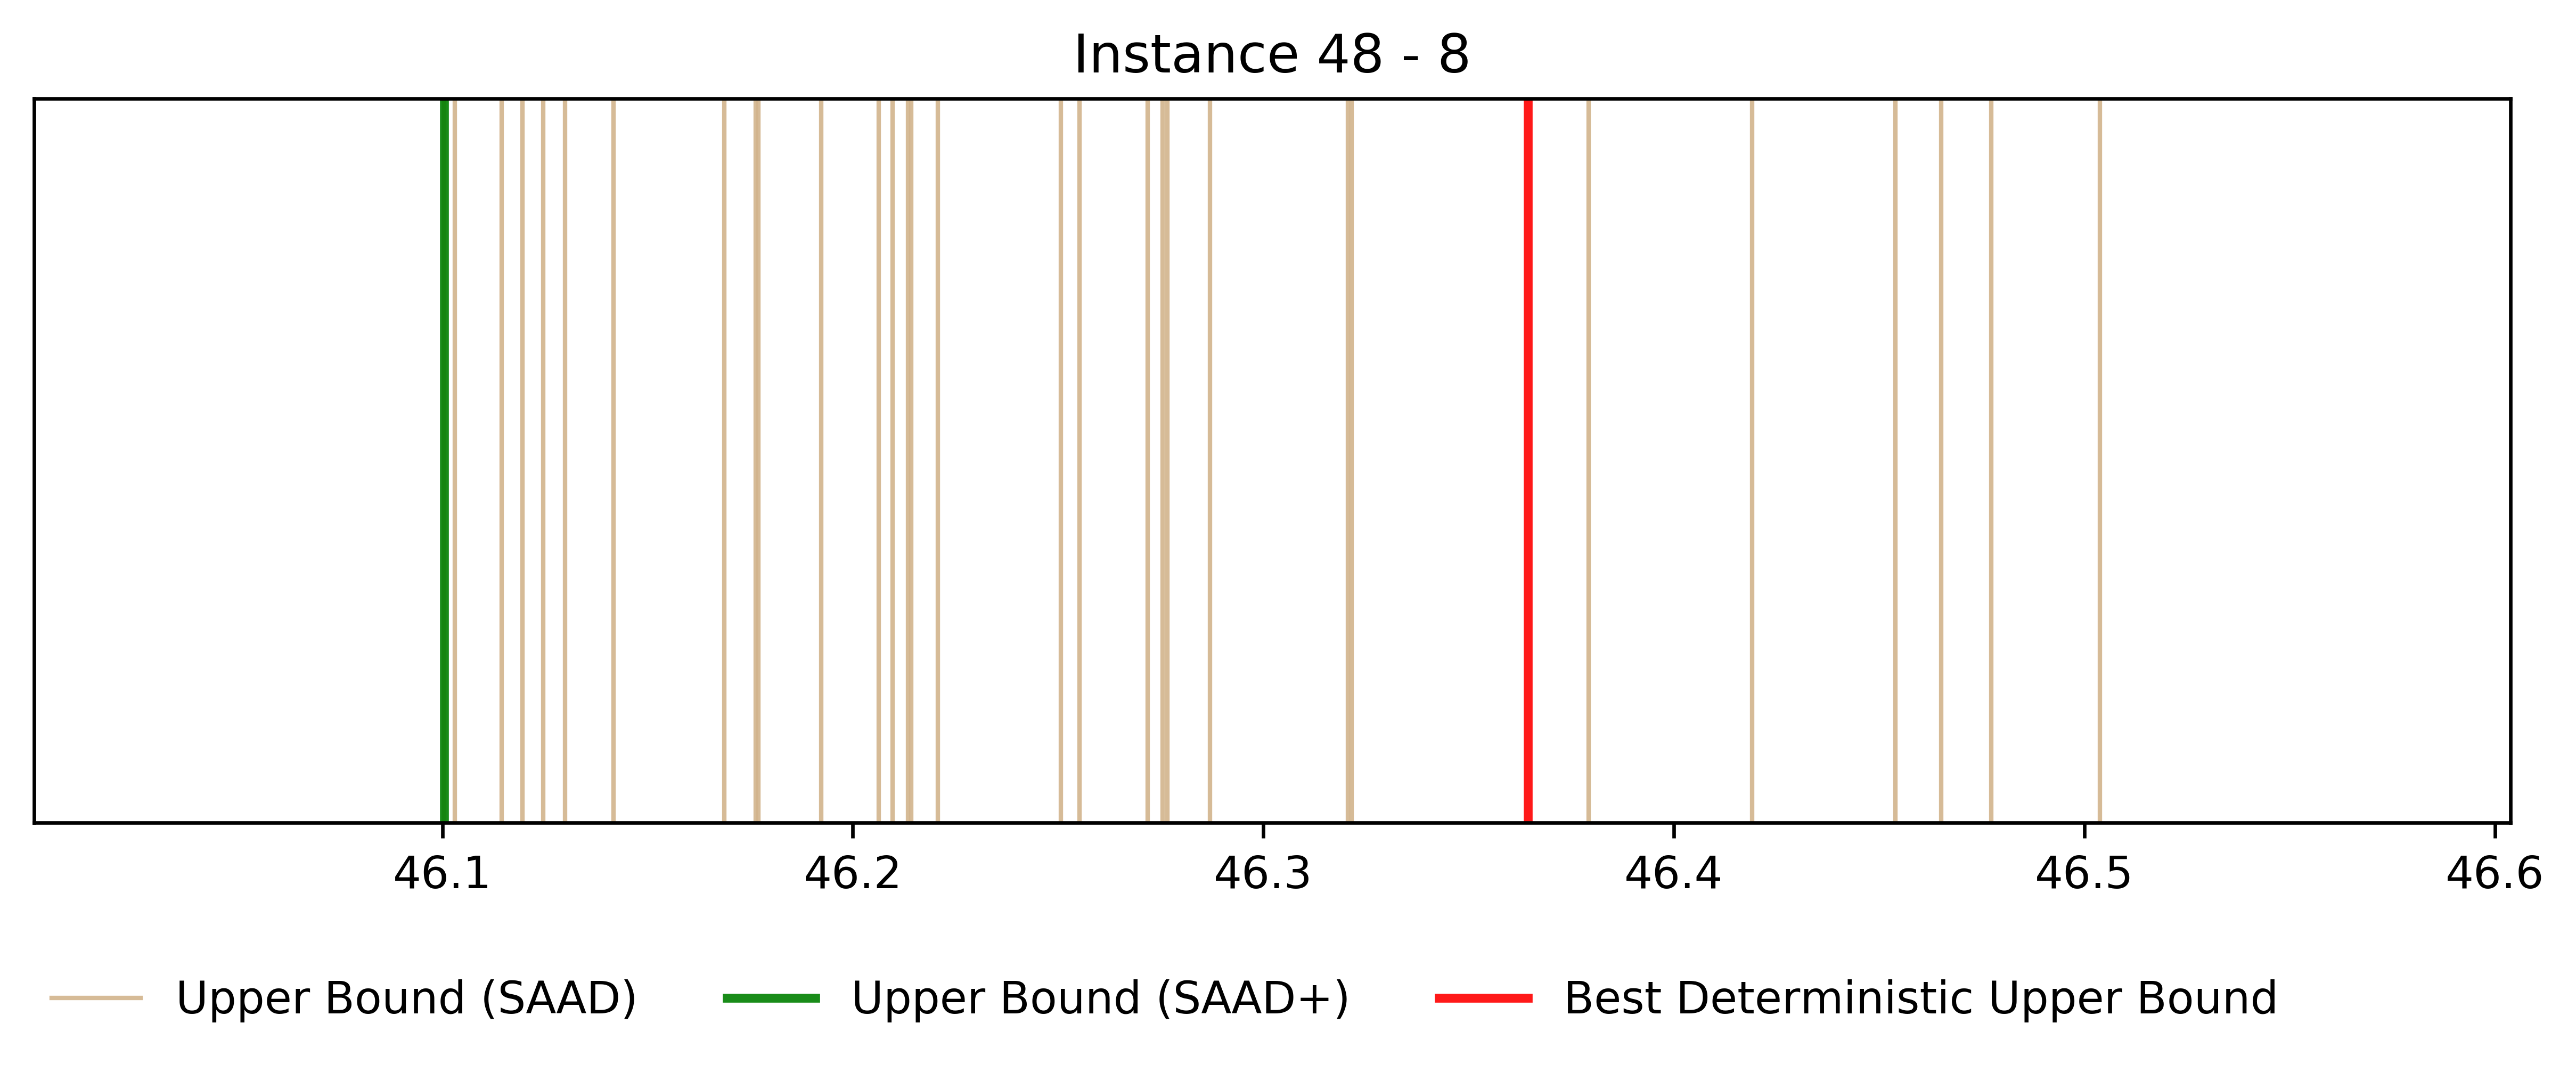 Instance 48 - 8
46.1 46.2 46.3 46.4 46.5 46.6
Upper Bound (SAAD) Upper Bound (SAAD+) Best Deterministic Upper Bound